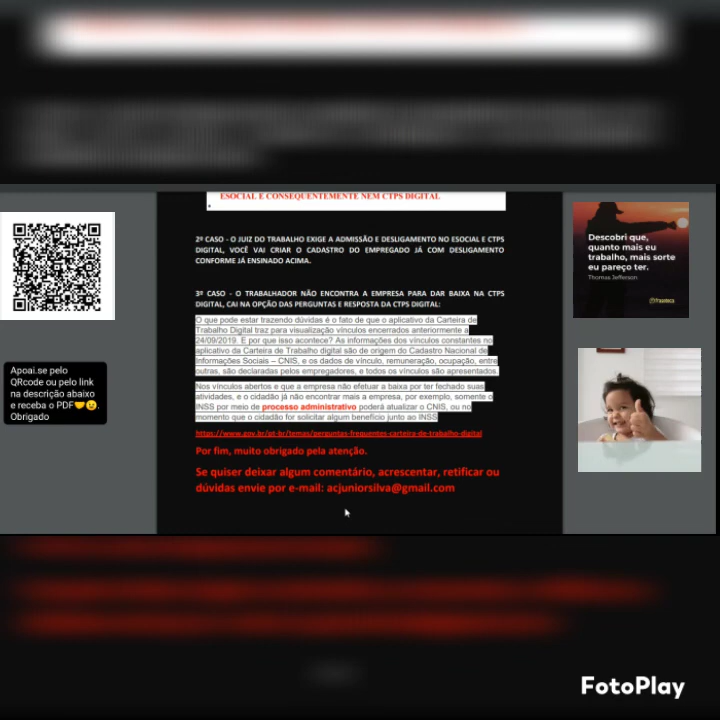 ESOCIAL E CONSEQUENTEMENTE NEM CTPS DIGITAL
2º CASO - O JUIZ DO TRABALHO EXIGE A ADMISSÃO E DESLIGAMENTO NO ESOCIAL E CTPS
DIGITAL, VOCÊ VAI CRIAR O CADASTRO DO EMPREGADO JÁ COM DESLIGAMENTO
CONFORME JÁ ENSINADO ACIMA.
3º CASO - O TRABALHADOR NÃO ENCONTRA A EMPRESA PARA DAR BAIXA NA CTPS
DIGITAL, CAI NA OPÇÃO DAS PERGUNTAS E RESPOSTA DA CTPS DIGITAL:
O que pode estar trazendo dúvidas é o fato de que o aplicativo da Carteira de
Trabalho Digital traz para visualização vínculos encerrados anteriormente a
24/09/2019. E por que isso acontece? As informações dos vínculos constantes no
aplicativo da Carteira de Trabalho digital são de origem do Cadastro Nacional de
Informações Sociais – CNIS, e os dados de vínculo, remuneração, ocupação, entre
outras, são declaradas pelos empregadores, e todos os vínculos são apresentados.
Nos vínculos abertos e que a empresa não efetuar a baixa por ter fechado suas
atividades, e o cidadão já não encontrar mais a empresa, por exemplo, somente o
INSS por meio de processo administrativo poderá atualizar o CNIS, ou no
momento que o cidadão for solicitar algum benefício junto ao INSS.
https://www.gov.br/pt-br/temas/perguntas-frequentes-carteira-de-trabalho-digital
Por fim, muito obrigado pela atenção.
Se quiser deixar algum comentário, acrescentar, retificar ou
dúvidas envie por e-mail: acjuniorsilva@gmail.com
Apoai.se pelo
QRcode ou pelo link
na descrição abaixo
e receba o PDF🤝😉.
Obrigado
Descobri que,
quanto mais eu
trabalho, mais sorte
eu pareço ter.
Thomas Jefferson
Frasoteca
FotoPlay